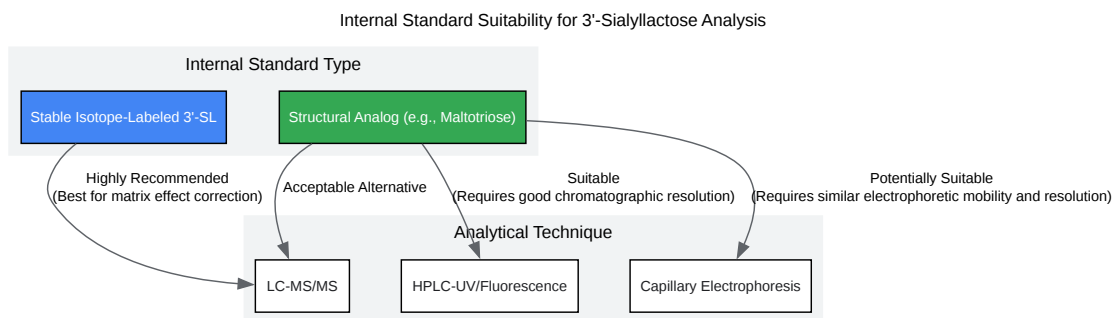 Internal Standard Suitability for 3'-Sialyllactose Analysis
Internal Standard Type
Stable Isotope-Labeled 3'-SL
Structural Analog (e.g., Maltotriose)
Highly Recommended
(Best for matrix effect correction)
Acceptable Alternative
Suitable
(Requires good chromatographic resolution)
Potentially Suitable
(Requires similar electrophoretic mobility and resolution)
Analytical Technique
LC-MS/MS
HPLC-UV/Fluorescence
Capillary Electrophoresis